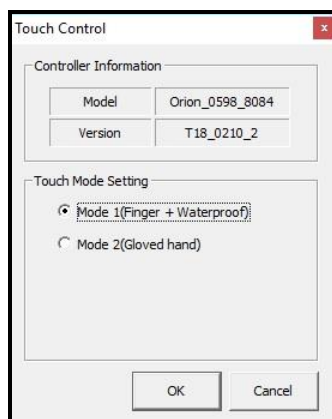 Touch Control
x
Controller Information
Model Orion_0598_8084
Version T18_0210_2
Touch Mode Setting
Mode 1(Finger + Waterproof)
Mode 2(Gloved hand)
OK Cancel